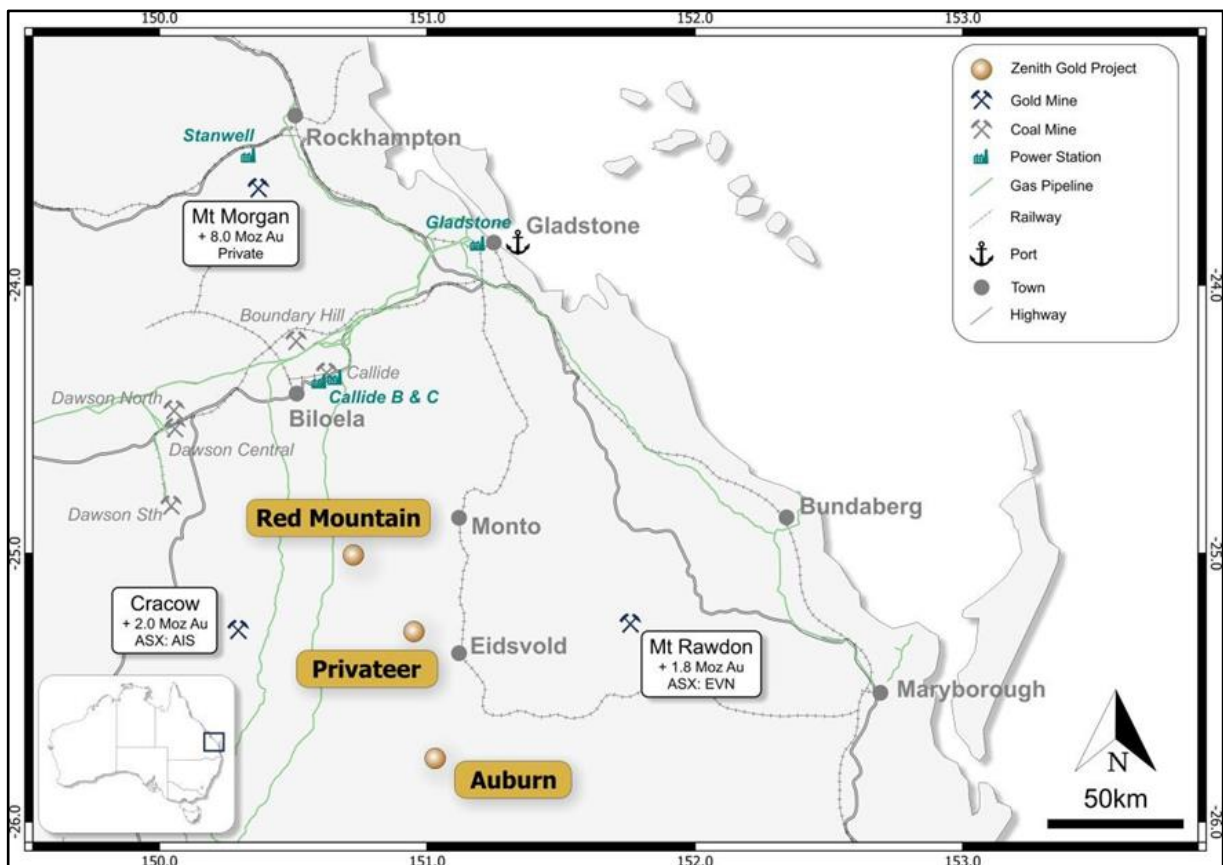 150.0
151.0
152.0
153.0
Zenith Gold Project
Gold Mine
Coal Mine
Power Station
Gas Pipeline
Railway
Port
Town
Highway
Stanwell
Rockhampton
Mt Morgan
+ 8.0 Moz Au
Private
Gladstone
Gladstone
-24.0
-24.0
Boundary Hill
Callide
Callide B & C
Dawson North
Biloela
Dawson Central
Dawson Sth
Red Mountain
Monto
Bundaberg
-25.0
-25.0
Cracow
+ 2.0 Moz Au
ASX: AIS
Privateer
Eidsvold
Mt Rawdon
+ 1.8 Moz Au
ASX: EVN
Maryborough
Auburn
N
50km
-26.0
-26.0
150.0
151.0
152.0
153.0